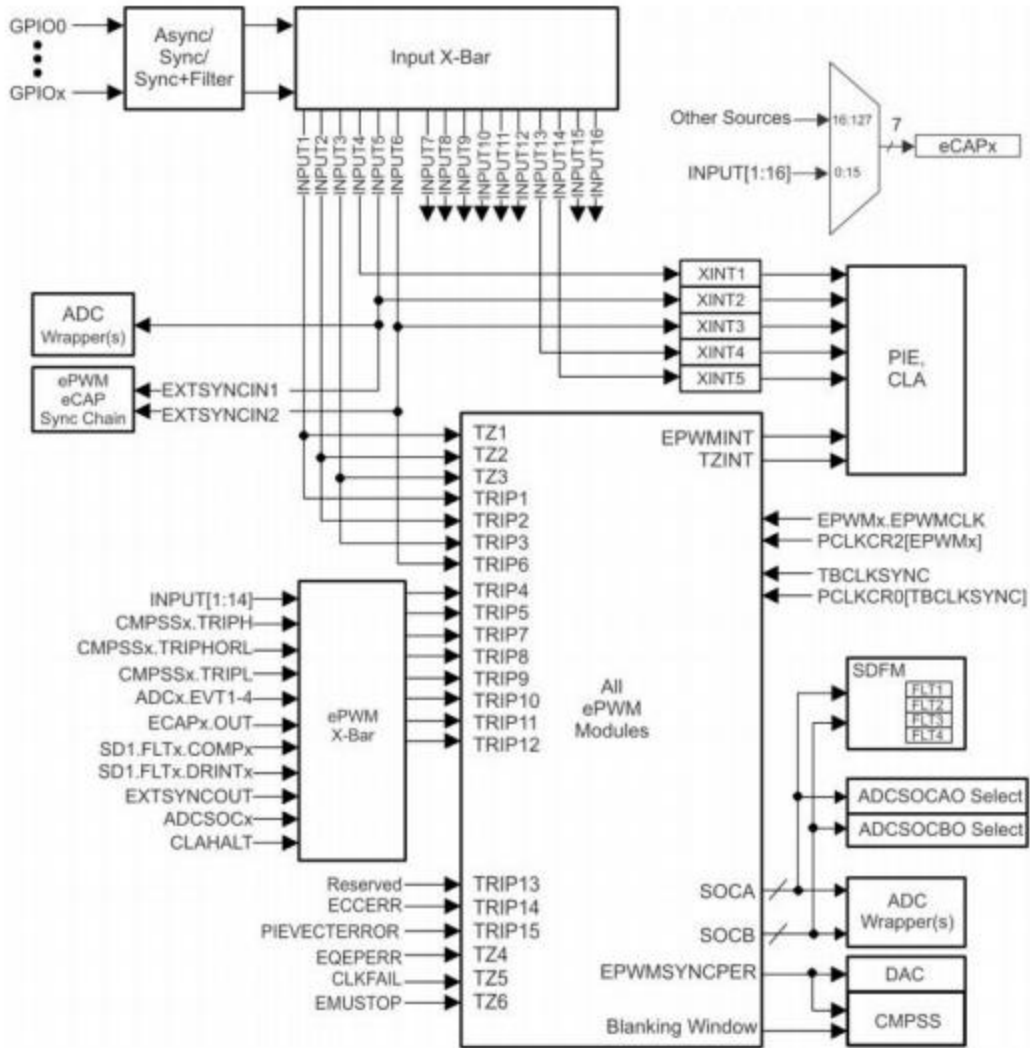 GPIO0
GPIOx
Async/
Sync/
Sync+Filter
Input X-Bar
INPUT1
INPUT2
INPUT3
INPUT4
INPUT5
INPUT6
INPUT7
INPUT8
INPUT9
INPUT10
INPUT11
INPUT12
INPUT13
INPUT14
INPUT15
INPUT16
Other Sources
16:127
INPUT[1:16]
0:15
7
eCAPx
XINT1
XINT2
XINT3
XINT4
XINT5
PIE,
CLA
ADC
Wrapper(s)
ePWM
eCAP
Sync Chain
EXTSYNCIN1
EXTSYNCIN2
TZ1
TZ2
TZ3
TRIP1
TRIP2
TRIP3
TRIP6
TRIP4
TRIP5
TRIP7
TRIP8
TRIP9
TRIP10
TRIP11
TRIP12
EPWMINT
TZINT
EPWMx.EPWMCLK
PCLKCR2[EPWMx]
TBCLKSYNC
PCLKCR0[TBCLKSYNC]
INPUT[1:14]
CMPSSx.TRIPH
CMPSSx.TRIPHORL
CMPSSx.TRIPL
ADCx.EVT1-4
ECAPx.OUT
SD1.FLTx.COMPx
SD1.FLTx.DRINTx
EXTSYNCOUT
ADCSOCx
CLAHALT
ePWM
X-Bar
All
ePWM
Modules
SDFM
FLT1
FLT2
FLT3
FLT4
ADCSOCAO Select
ADCSOCBO Select
Reserved
ECCERR
PIEVECTERROR
EQEPERR
CLKFAIL
EMUSTOP
TRIP13
TRIP14
TRIP15
TZ4
TZ5
TZ6
SOCA
SOCB
EPWMSYNCPER
Blanking Window
ADC
Wrapper(s)
DAC
CMPSS